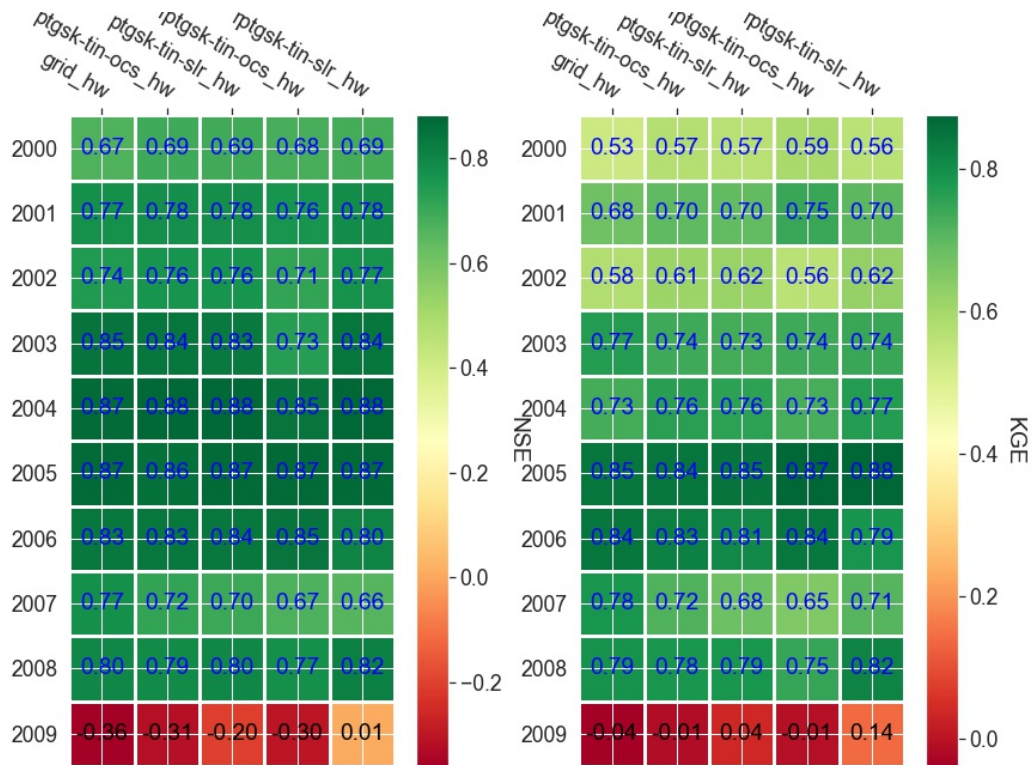 grid_hw ptgsk-tin-ocs_hw ptgsk-tin-slr_hw rptgsk-tin-ocs_hw rptgsk-tin-slr_hw
2000 0.67 0.69 0.69 0.68 0.69
2001 0.77 0.78 0.78 0.76 0.78
2002 0.74 0.76 0.76 0.71 0.77
2003 0.85 0.84 0.83 0.73 0.84
2004 0.87 0.88 0.88 0.85 0.88
2005 0.87 0.86 0.87 0.87 0.87
2006 0.83 0.83 0.84 0.85 0.80
2007 0.77 0.72 0.70 0.67 0.66
2008 0.80 0.79 0.80 0.77 0.82
2009 -0.36 -0.31 -0.20 -0.30 0.01
0.8
0.6
0.4
0.2
0.0
−0.2
NSE
grid_hw ptgsk-tin-ocs_hw ptgsk-tin-slr_hw rptgsk-tin-ocs_hw rptgsk-tin-slr_hw
2000 0.53 0.57 0.57 0.59 0.56
2001 0.68 0.70 0.70 0.75 0.70
2002 0.58 0.61 0.62 0.56 0.62
2003 0.77 0.74 0.73 0.74 0.74
2004 0.73 0.76 0.76 0.73 0.77
2005 0.85 0.84 0.85 0.87 0.88
2006 0.84 0.83 0.81 0.84 0.79
2007 0.78 0.72 0.68 0.65 0.71
2008 0.79 0.78 0.79 0.75 0.82
2009 -0.04 -0.01 0.04 -0.01 0.14
0.8
0.6
0.4
0.2
0.0
KGE